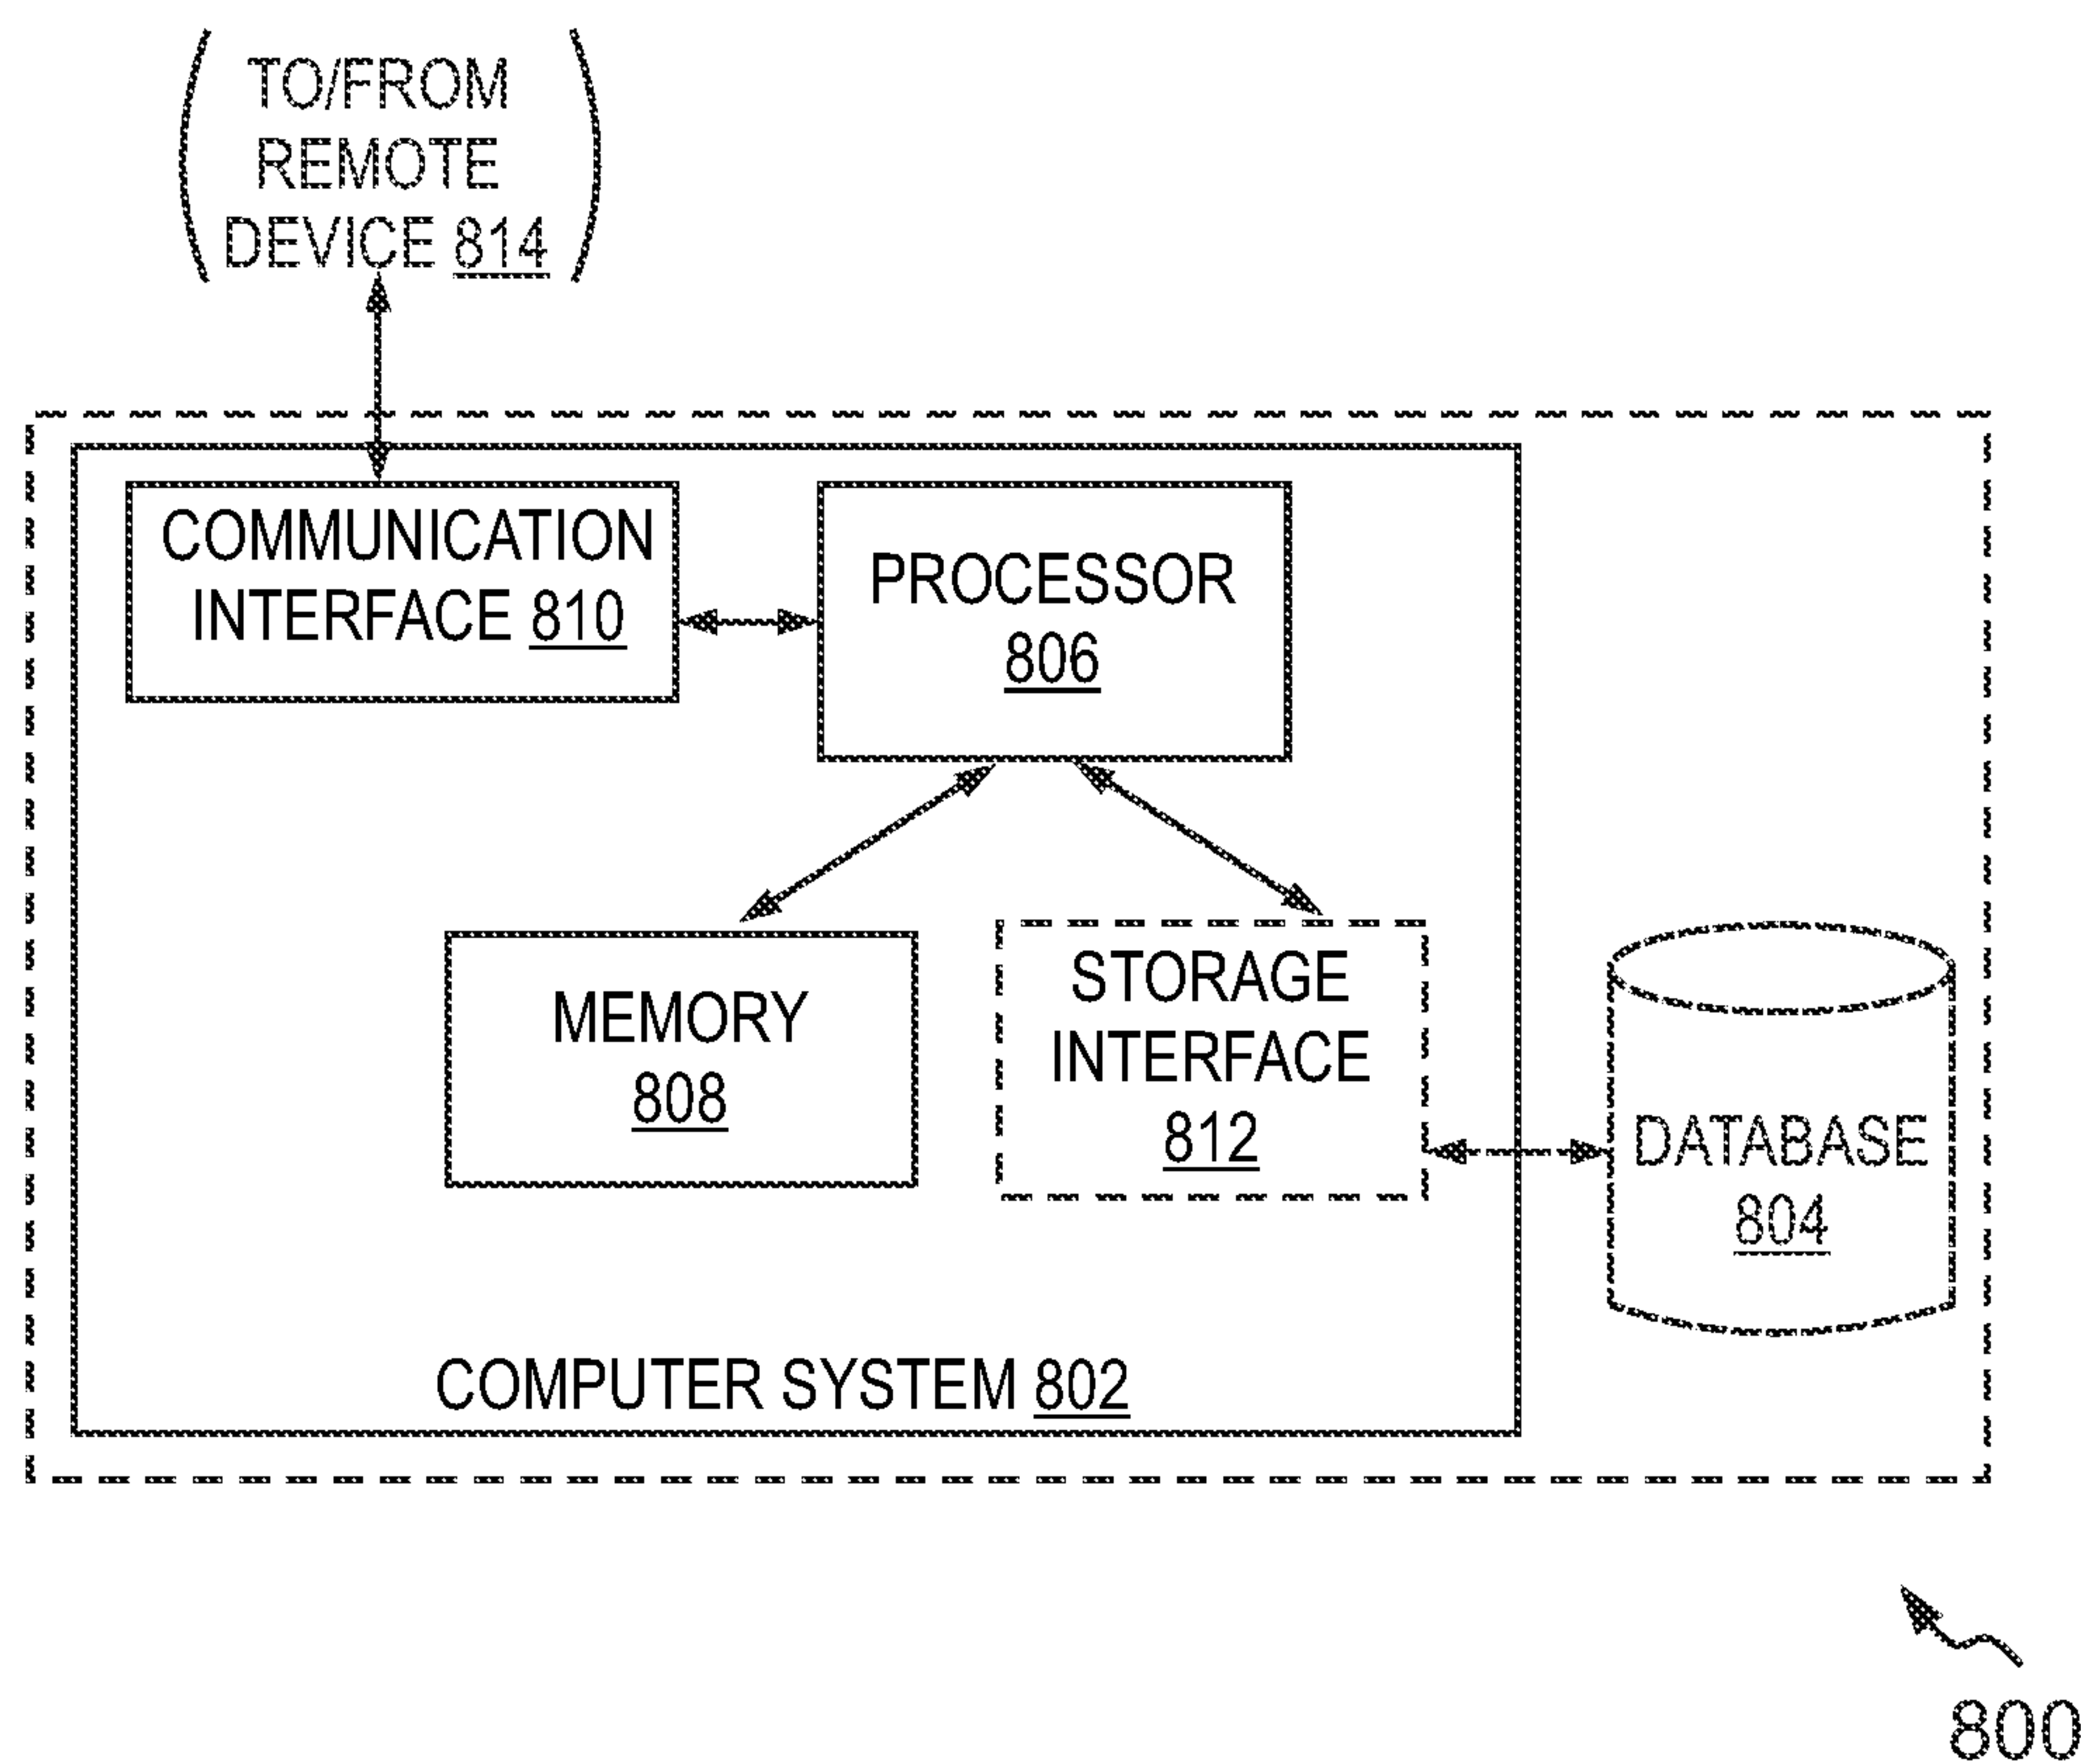 TO/FROM
REMOTE
DEVICE 814
COMMUNICATION
INTERFACE 810
PROCESSOR
806
MEMORY
808
STORAGE
INTERFACE
812
DATABASE
804
COMPUTER SYSTEM 802
800